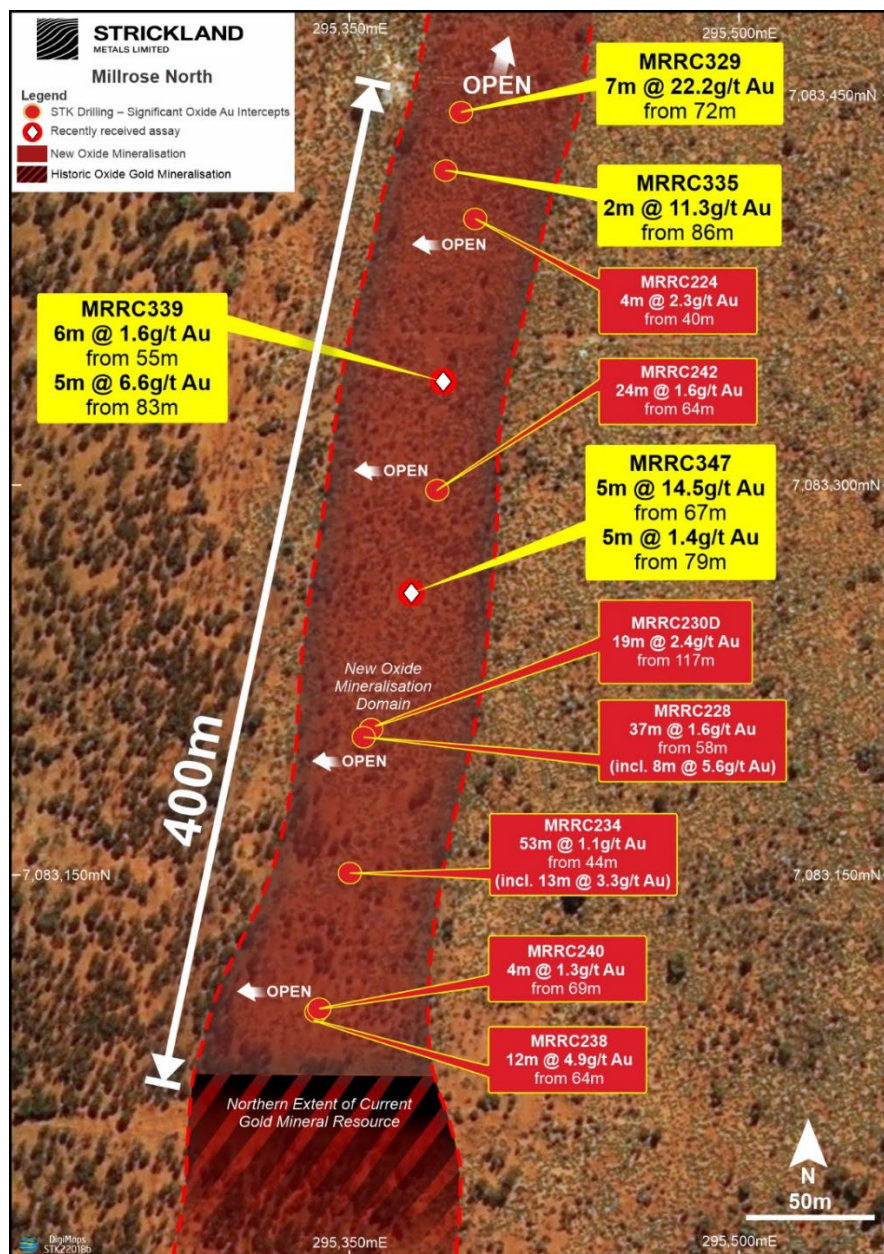 STRICKLAND
METALS LIMITED
Millrose North
Legend
STK Drilling – Significant Oxide Au Intercepts
Recently received assay
New Oxide Mineralisation
Historic Oxide Gold Mineralisation
295,350mE
295,500mE
OPEN
MRRC329
7m @ 22.2g/t Au
from 72m
7,083,450mN
MRRC335
2m @ 11.3g/t Au
from 86m
OPEN
MRRC224
4m @ 2.3g/t Au
from 40m
MRRC339
6m @ 1.6g/t Au
from 55m
5m @ 6.6g/t Au
from 83m
MRRC242
24m @ 1.6g/t Au
from 64m
OPEN
MRRC347
5m @ 14.5g/t Au
from 67m
5m @ 1.4g/t Au
from 79m
7,083,300mN
MRRC230D
19m @ 2.4g/t Au
from 117m
New Oxide
Mineralisation
Domain
MRRC228
37m @ 1.6g/t Au
from 58m
(incl. 8m @ 5.6g/t Au)
OPEN
400m
MRRC234
53m @ 1.1g/t Au
from 44m
(incl. 13m @ 3.3g/t Au)
7,083,150mN
7,083,150mN
MRRC240
4m @ 1.3g/t Au
from 69m
OPEN
MRRC238
12m @ 4.9g/t Au
from 64m
Northern Extent of Current
Gold Mineral Resource
N
50m
DigiMaps
STK22018b
295,350mE
295,500mE